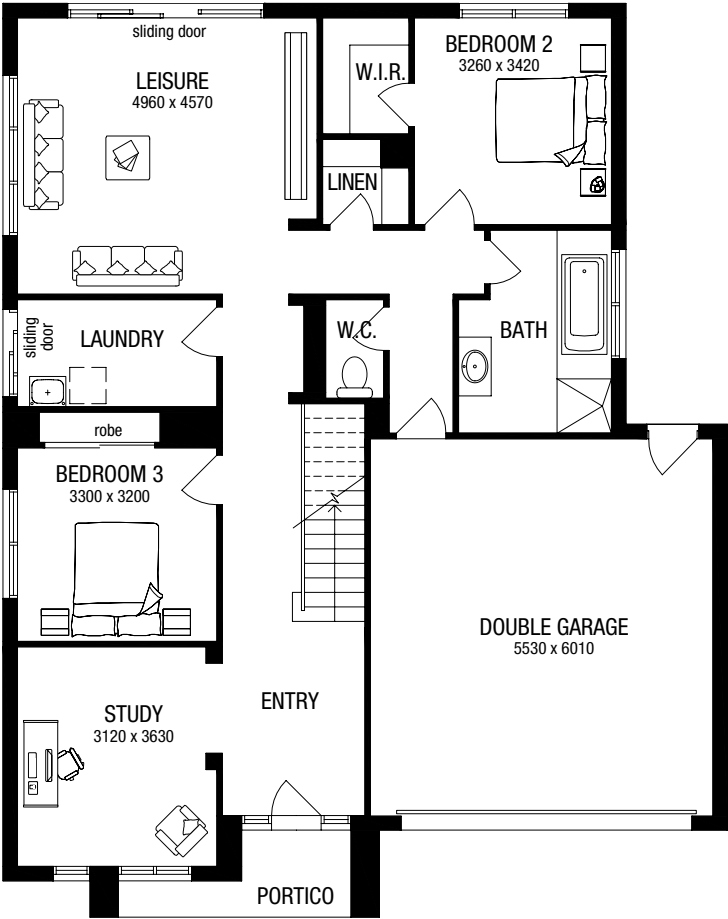 sliding door
LEISURE
4960 x 4570
W.I.R.
BEDROOM 2
3260 x 3420
LINEN
sliding
door
LAUNDRY
W.C.
BATH
robe
BEDROOM 3
3300 x 3200
DOUBLE GARAGE
5530 x 6010
ENTRY
STUDY
3120 x 3630
PORTICO